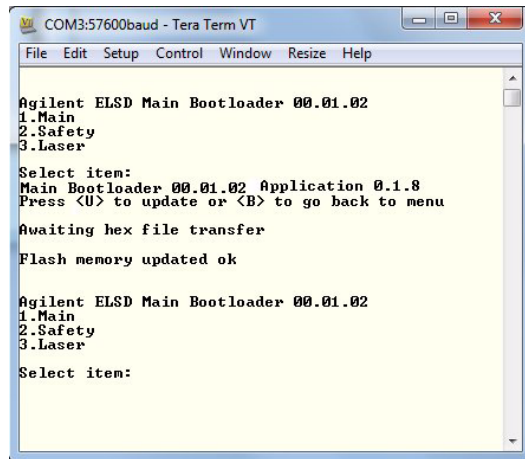 COM3:57600baud - Tera Term VT
File Edit Setup Control Window Resize Help
Agilent ELSD Main Bootloader 00.01.02
1.Main
2.Safety
3.Laser
Select item:
Main Bootloader 00.01.02 Application 0.1.8
Press <U> to update or <B> to go back to menu
Awaiting hex file transfer
Flash memory updated ok
Agilent ELSD Main Bootloader 00.01.02
1.Main
2.Safety
3.Laser
Select item: